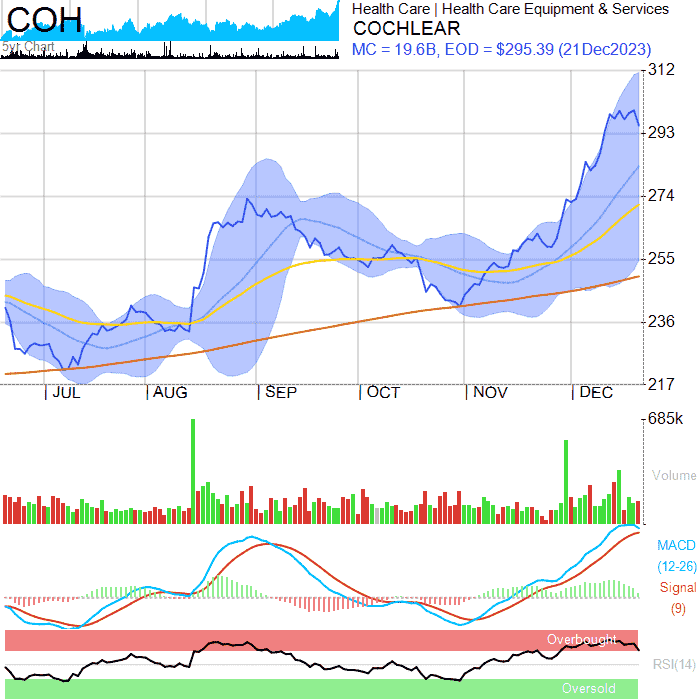 COH
5yr Chart
Health Care | Health Care Equipment & Services
COCHLEAR
MC = 19.6B, EOD = $295.39 (21Dec2023)
312
293
274
255
236
217
JUL
AUG
SEP
OCT
NOV
DEC
685k
Volume
MACD
(12-26)
Signal
(9)
Overbought
RSI(14)
Oversold